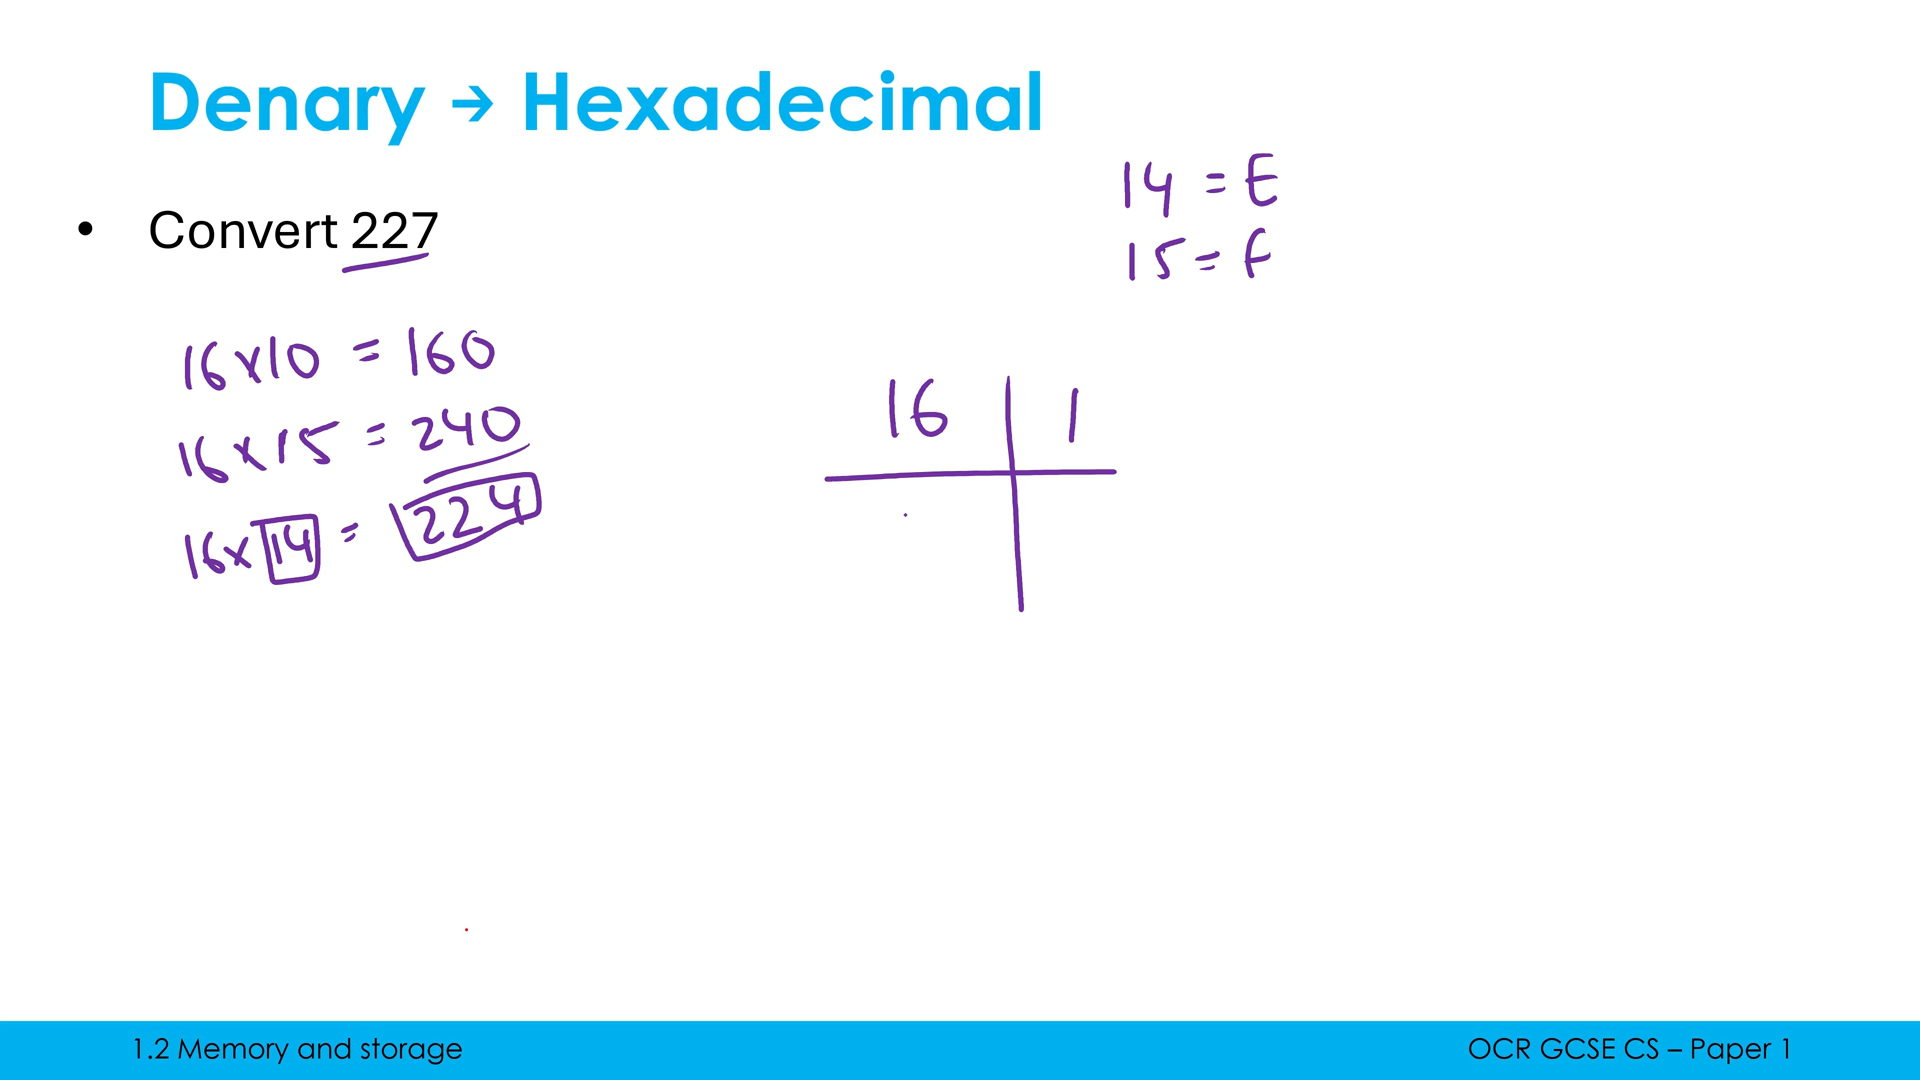 Denary → Hexadecimal
14 = E
15 = F
• Convert 227
16x10 = 160
16x15 = 240
16x14 = 224
16 | 1
1.2 Memory and storage
OCR GCSE CS – Paper 1